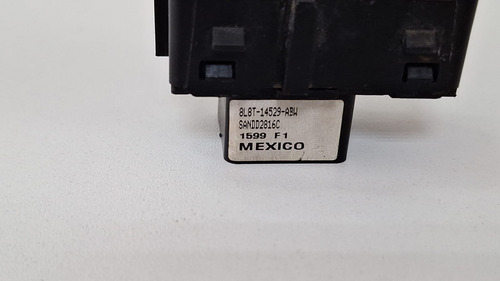 8L8T-14529-ABW
SANDD2816C
1599 F1
MEXICO